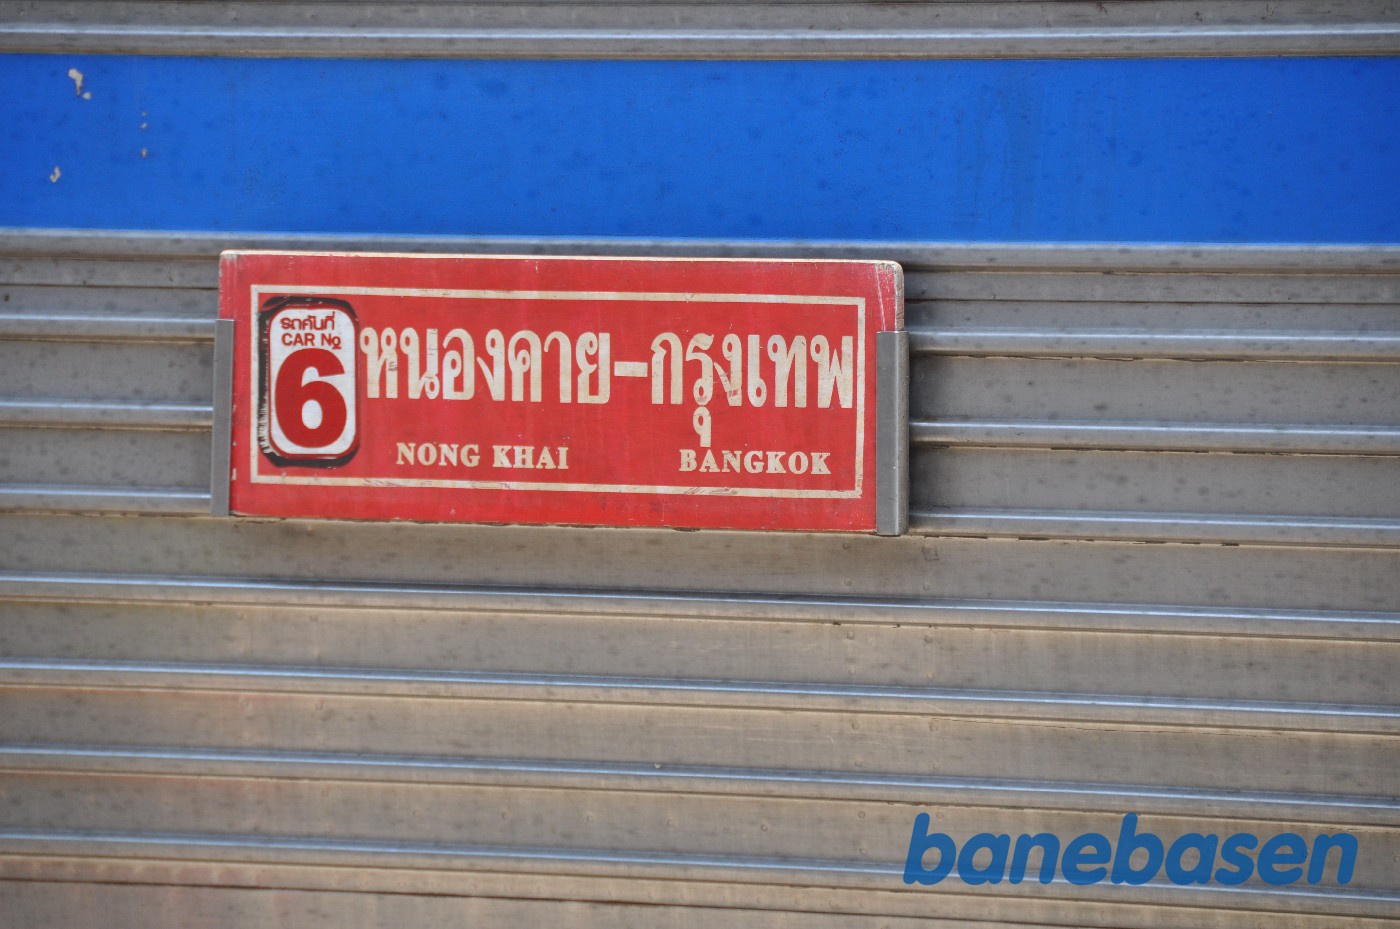 รถคันที่
CAR No
6
หนองคาย-กรุงเทพ
NONG KHAI BANGKOK
banebasen